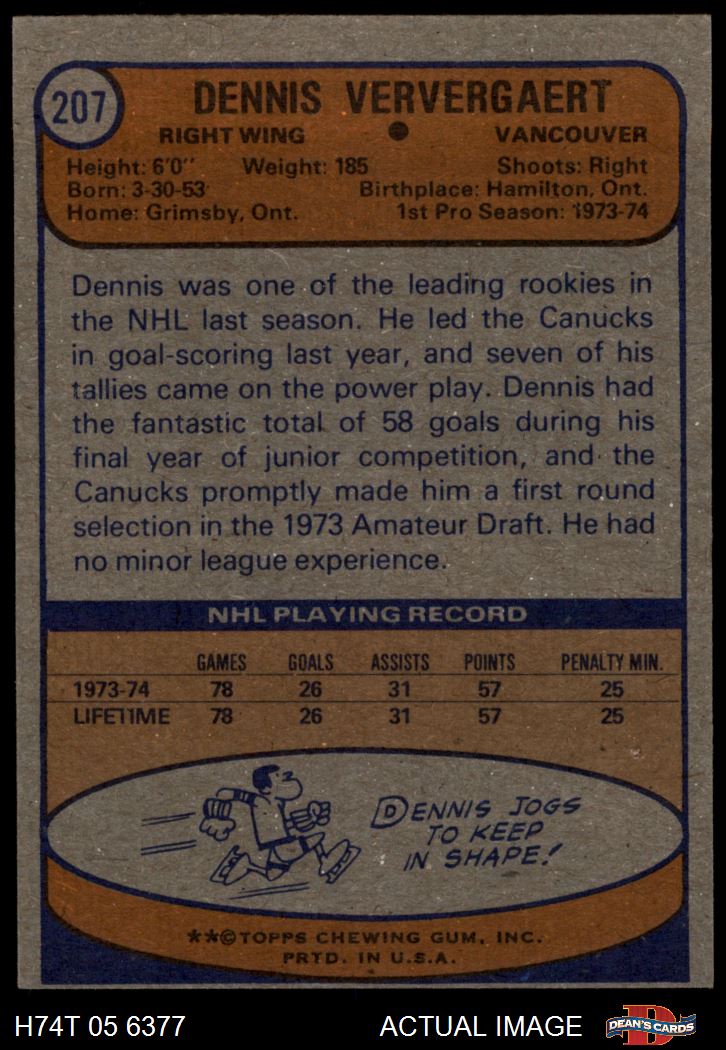 207
DENNIS VERVERGAERT
RIGHT WING ● VANCOUVER
Height: 6'0" Weight: 185 Shoots: Right
Born: 3-30-53 Birthplace: Hamilton, Ont.
Home: Grimsby, Ont. 1st Pro Season: 1973-74
Dennis was one of the leading rookies in
the NHL last season. He led the Canucks
in goal-scoring last year, and seven of his
tallies came on the power play. Dennis had
the fantastic total of 58 goals during his
final year of junior competition, and the
Canucks promptly made him a first round
selection in the 1973 Amateur Draft. He had
no minor league experience.
NHL PLAYING RECORD
GAMES GOALS ASSISTS POINTS PENALTY MIN.
1973-74 78 26 31 57 25
LIFETIME 78 26 31 57 25
DENNIS JOGS
TO KEEP
IN SHAPE!
**©TOPPS CHEWING GUM, INC.
PRTD. IN U.S.A.
H74T 05 6377 ACTUAL IMAGE D DEAN'S CARDS